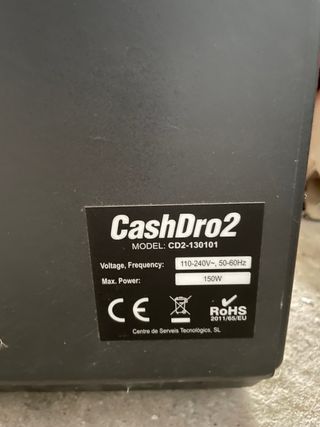 CashDro2
MODEL: CD2-130101
Voltage, Frequency: 110-240V~, 50-60Hz
Max. Power: 150W
CE RoHS
2011/65/EU
Centre de Serveis Tecnològics, SL